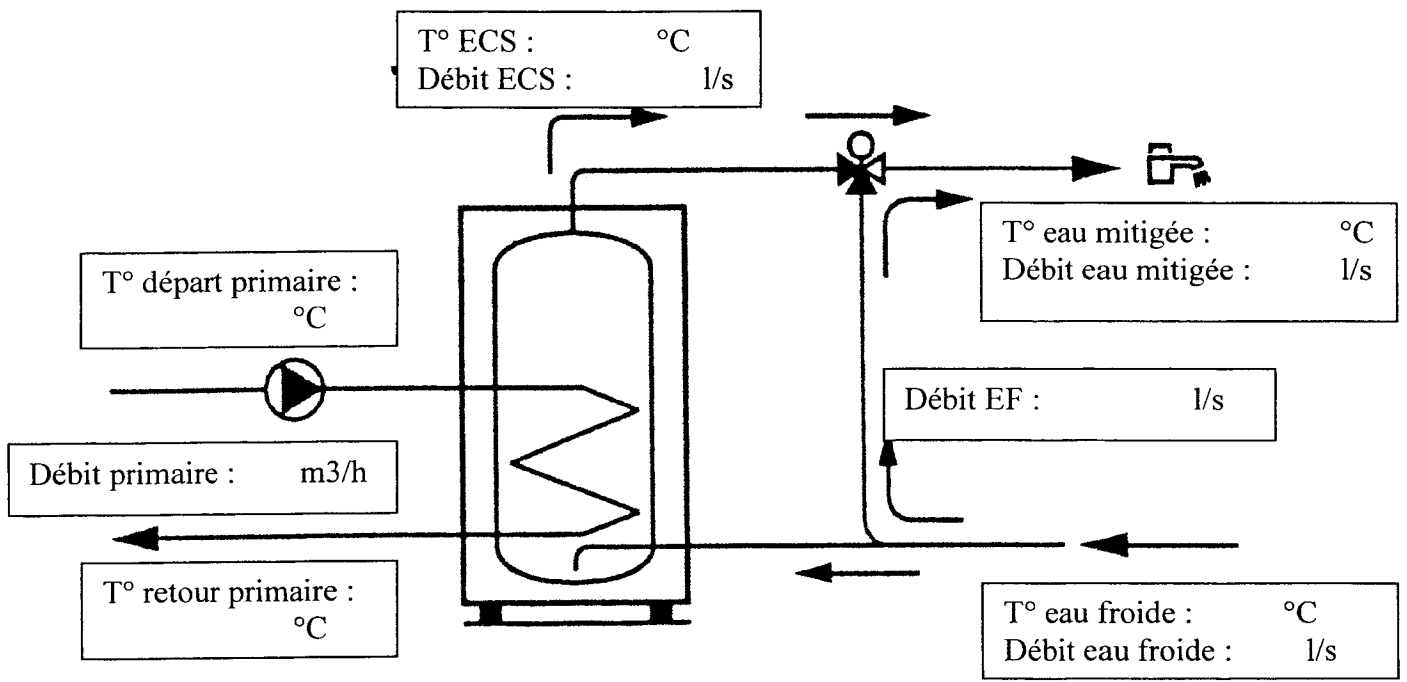 T° ECS : °C
Débit ECS : l/s
T° départ primaire :
°C
T° eau mitigée : °C
Débit eau mitigée : l/s
Débit EF : l/s
Débit primaire : m3/h
T° retour primaire :
°C
T° eau froide : °C
Débit eau froide : l/s